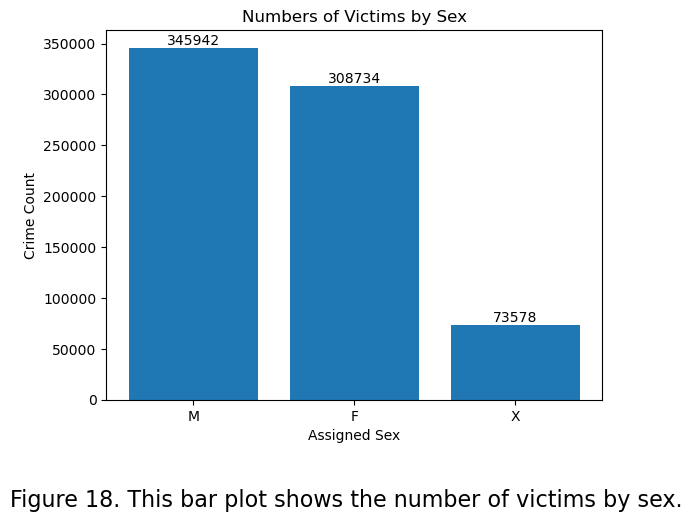 Numbers of Victims by Sex
345942
308734
73578
350000
300000
250000
200000
150000
100000
50000
0
Crime Count
M F X
Assigned Sex
Figure 18. This bar plot shows the number of victims by sex.